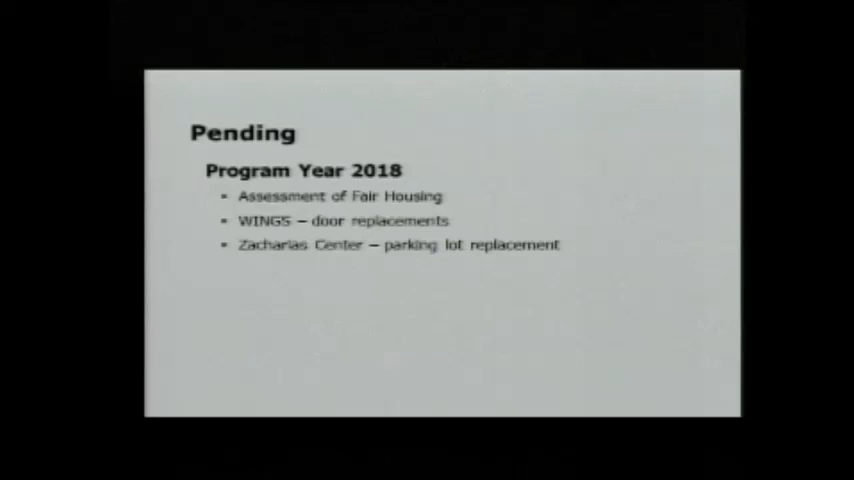 Pending
Program Year 2018
▪ Assessment of Fair Housing
▪ WINGS – door replacements
▪ Zacharias Center – parking lot replacement